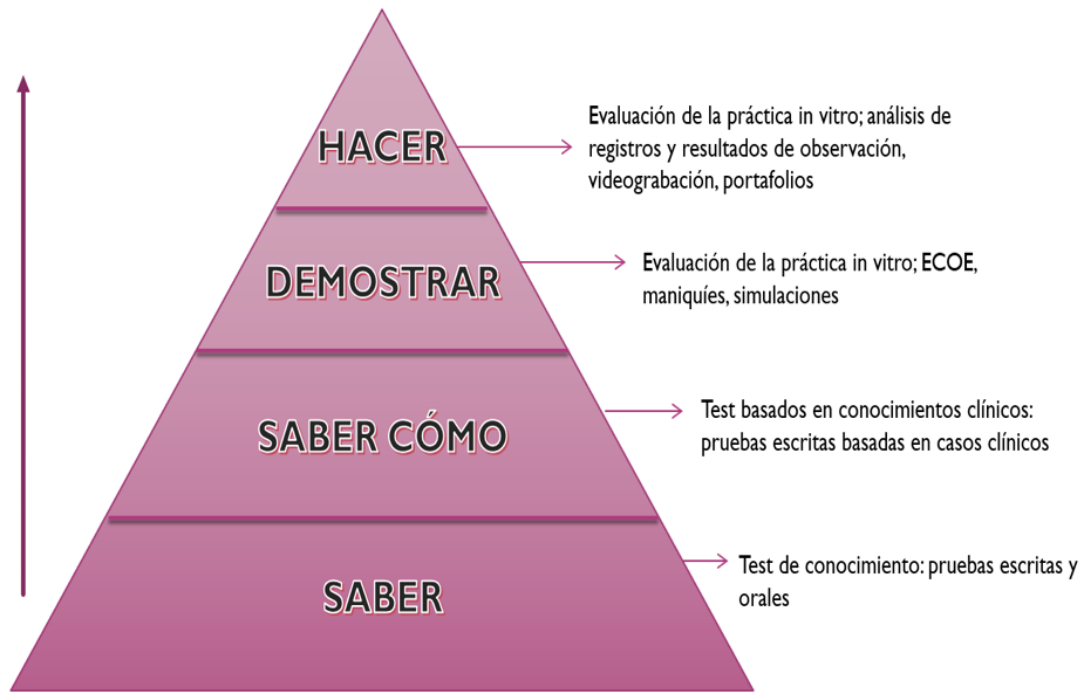 HACER
Evaluación de la práctica in vitro; análisis de
registros y resultados de observación,
videograbación, portafolios
DEMOSTRAR
Evaluación de la práctica in vitro; ECOE,
maniquíes, simulaciones
SABER CÓMO
Test basados en conocimientos clínicos:
pruebas escritas basadas en casos clínicos
SABER
Test de conocimiento: pruebas escritas y
orales